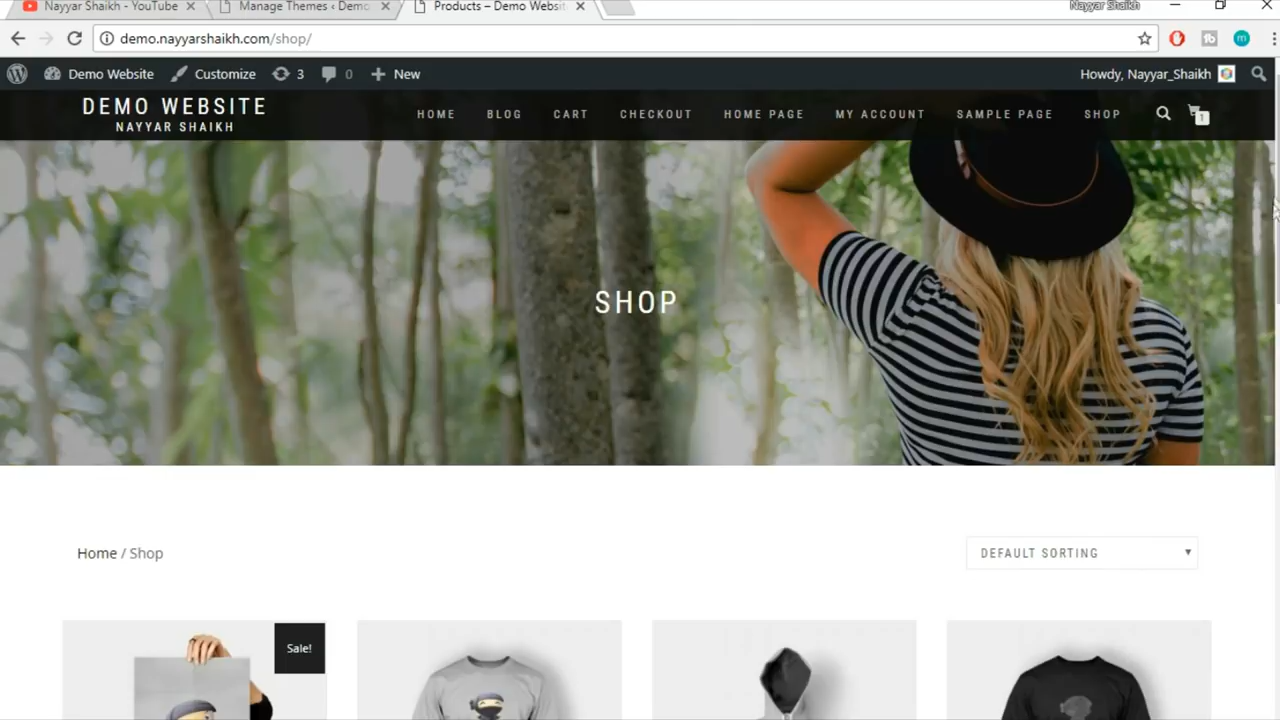 Nayyar Shaikh - YouTube
Manage Themes ‹ Demo
Products – Demo Websit
Nayyar Shaikh
demo.nayyarshaikh.com/shop/
Demo Website Customize 3 0 New
Howdy, Nayyar_Shaikh
DEMO WEBSITE
NAYYAR SHAIKH
HOME BLOG CART CHECKOUT HOME PAGE MY ACCOUNT SAMPLE PAGE SHOP 1
SHOP
Home / Shop
DEFAULT SORTING
Sale!